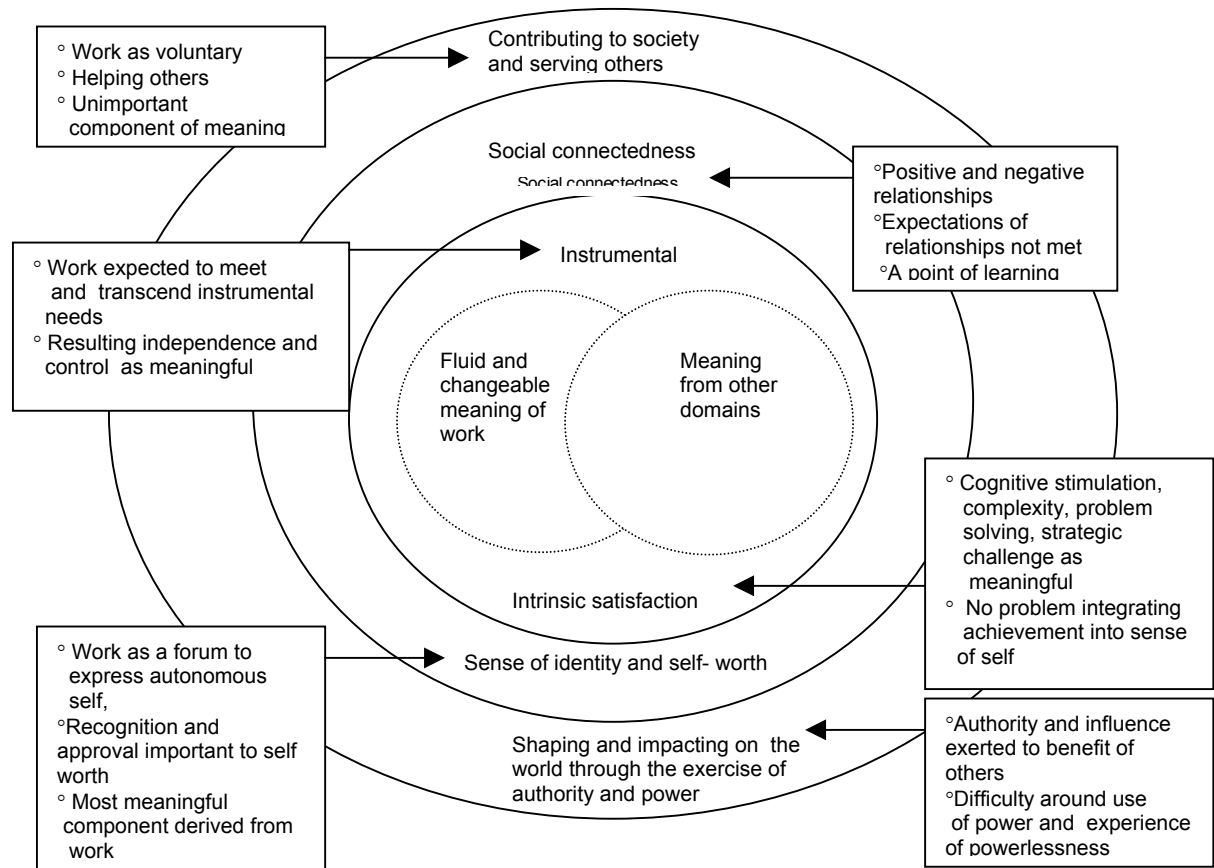 ° Work as voluntary
° Helping others
° Unimportant
component of meaning
Contributing to society
and serving others
Social connectedness
Social connectedness
°Positive and negative
relationships
°Expectations of
relationships not met
°A point of learning
° Work expected to meet
and transcend instrumental
needs
° Resulting independence and
control as meaningful
Instrumental
Fluid and
changeable
meaning of
work
Meaning
from other
domains
° Cognitive stimulation,
complexity, problem
solving, strategic
challenge as
meaningful
° No problem integrating
achievement into sense
of self
Intrinsic satisfaction
° Work as a forum to
express autonomous
self,
°Recognition and
approval important to self
worth
° Most meaningful
component derived from
work
Sense of identity and self- worth
Shaping and impacting on the
world through the exercise of
authority and power
°Authority and influence
exerted to benefit of
others
°Difficulty around use
of power and experience
of powerlessness